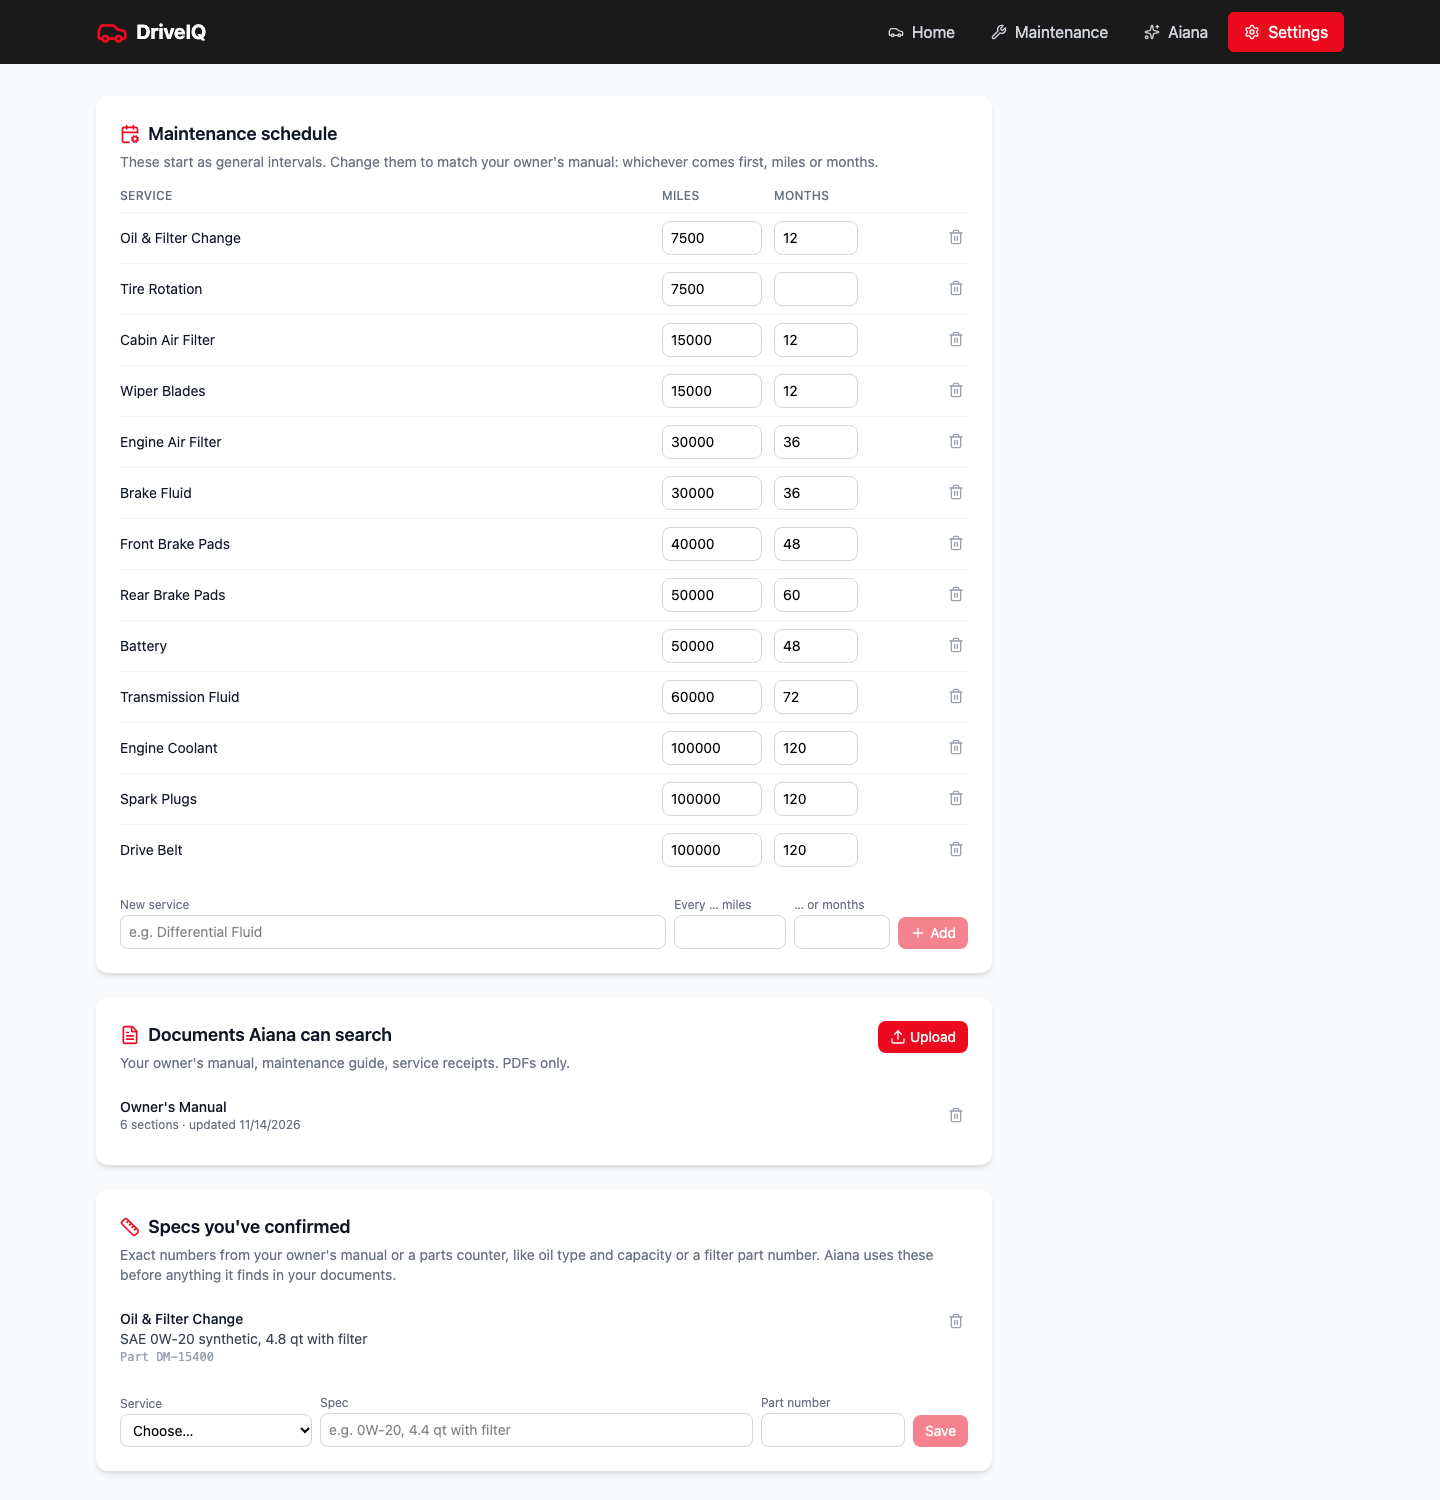 DriveIQ
Home
Maintenance
Aiana
Settings
Maintenance schedule
These start as general intervals. Change them to match your owner's manual: whichever comes first, miles or months.
SERVICE MILES MONTHS
Oil & Filter Change 7500 12
Tire Rotation 7500
Cabin Air Filter 15000 12
Wiper Blades 15000 12
Engine Air Filter 30000 36
Brake Fluid 30000 36
Front Brake Pads 40000 48
Rear Brake Pads 50000 60
Battery 50000 48
Transmission Fluid 60000 72
Engine Coolant 100000 120
Spark Plugs 100000 120
Drive Belt 100000 120
New service Every ... miles ... or months
e.g. Differential Fluid + Add
Documents Aiana can search
Upload
Your owner's manual, maintenance guide, service receipts. PDFs only.
Owner's Manual
6 sections · updated 11/14/2026
Specs you've confirmed
Exact numbers from your owner's manual or a parts counter, like oil type and capacity or a filter part number. Aiana uses these
before anything it finds in your documents.
Oil & Filter Change
SAE 0W-20 synthetic, 4.8 qt with filter
Part DM-15400
Service Spec Part number
Choose... e.g. 0W-20, 4.4 qt with filter Save